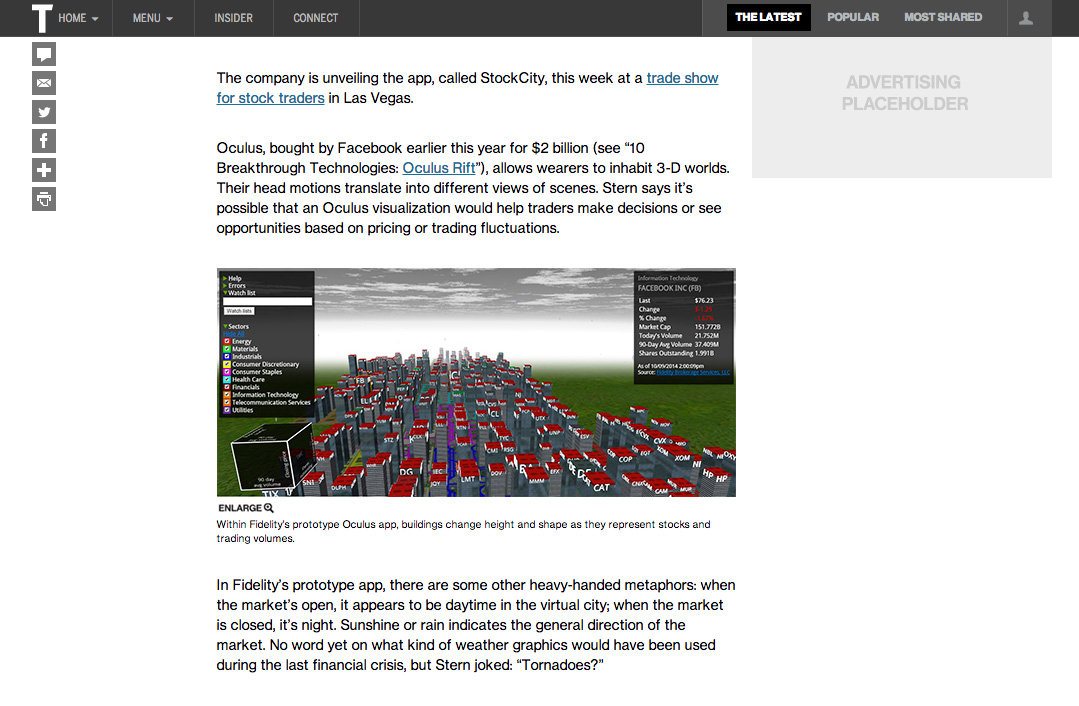 HOME
MENU
INSIDER
CONNECT
THE LATEST
POPULAR
MOST SHARED
ADVERTISING
PLACEHOLDER
The company is unveiling the app, called StockCity, this week at a trade show
for stock traders in Las Vegas.
Oculus, bought by Facebook earlier this year for $2 billion (see “10
Breakthrough Technologies: Oculus Rift”), allows wearers to inhabit 3-D worlds.
Their head motions translate into different views of scenes. Stern says it’s
possible that an Oculus visualization would help traders make decisions or see
opportunities based on pricing or trading fluctuations.
Help
Errors
Watch list
Watch lists
Sectors
Hide All
Energy
Materials
Industrials
Consumer Discretionary
Consumer Staples
Health Care
Financials
Information Technology
Telecommunication Services
Utilities
90 day
avg volume
Information Technology
FACEBOOK INC (FB)
Last $76.23
Change
% Change
Market Cap 151.772B
Today's Volume 21.752M
90-Day Avg Volume 37.409M
Shares Outstanding 1.991B
As of 10/09/2014 2:00:09pm
Source: Fidelity Brokerage Services, LLC
FB
STZ
DG
LMT
DOV
MMM
EFX
CAT
COP
CVX
XOM
NI
HP
HP
CAM
MUR
SNI
DLPH
TIX
ENLARGE
Within Fidelity’s prototype Oculus app, buildings change height and shape as they represent stocks and
trading volumes.
In Fidelity’s prototype app, there are some other heavy-handed metaphors: when
the market’s open, it appears to be daytime in the virtual city; when the market
is closed, it’s night. Sunshine or rain indicates the general direction of the
market. No word yet on what kind of weather graphics would have been used
during the last financial crisis, but Stern joked: “Tornadoes?”